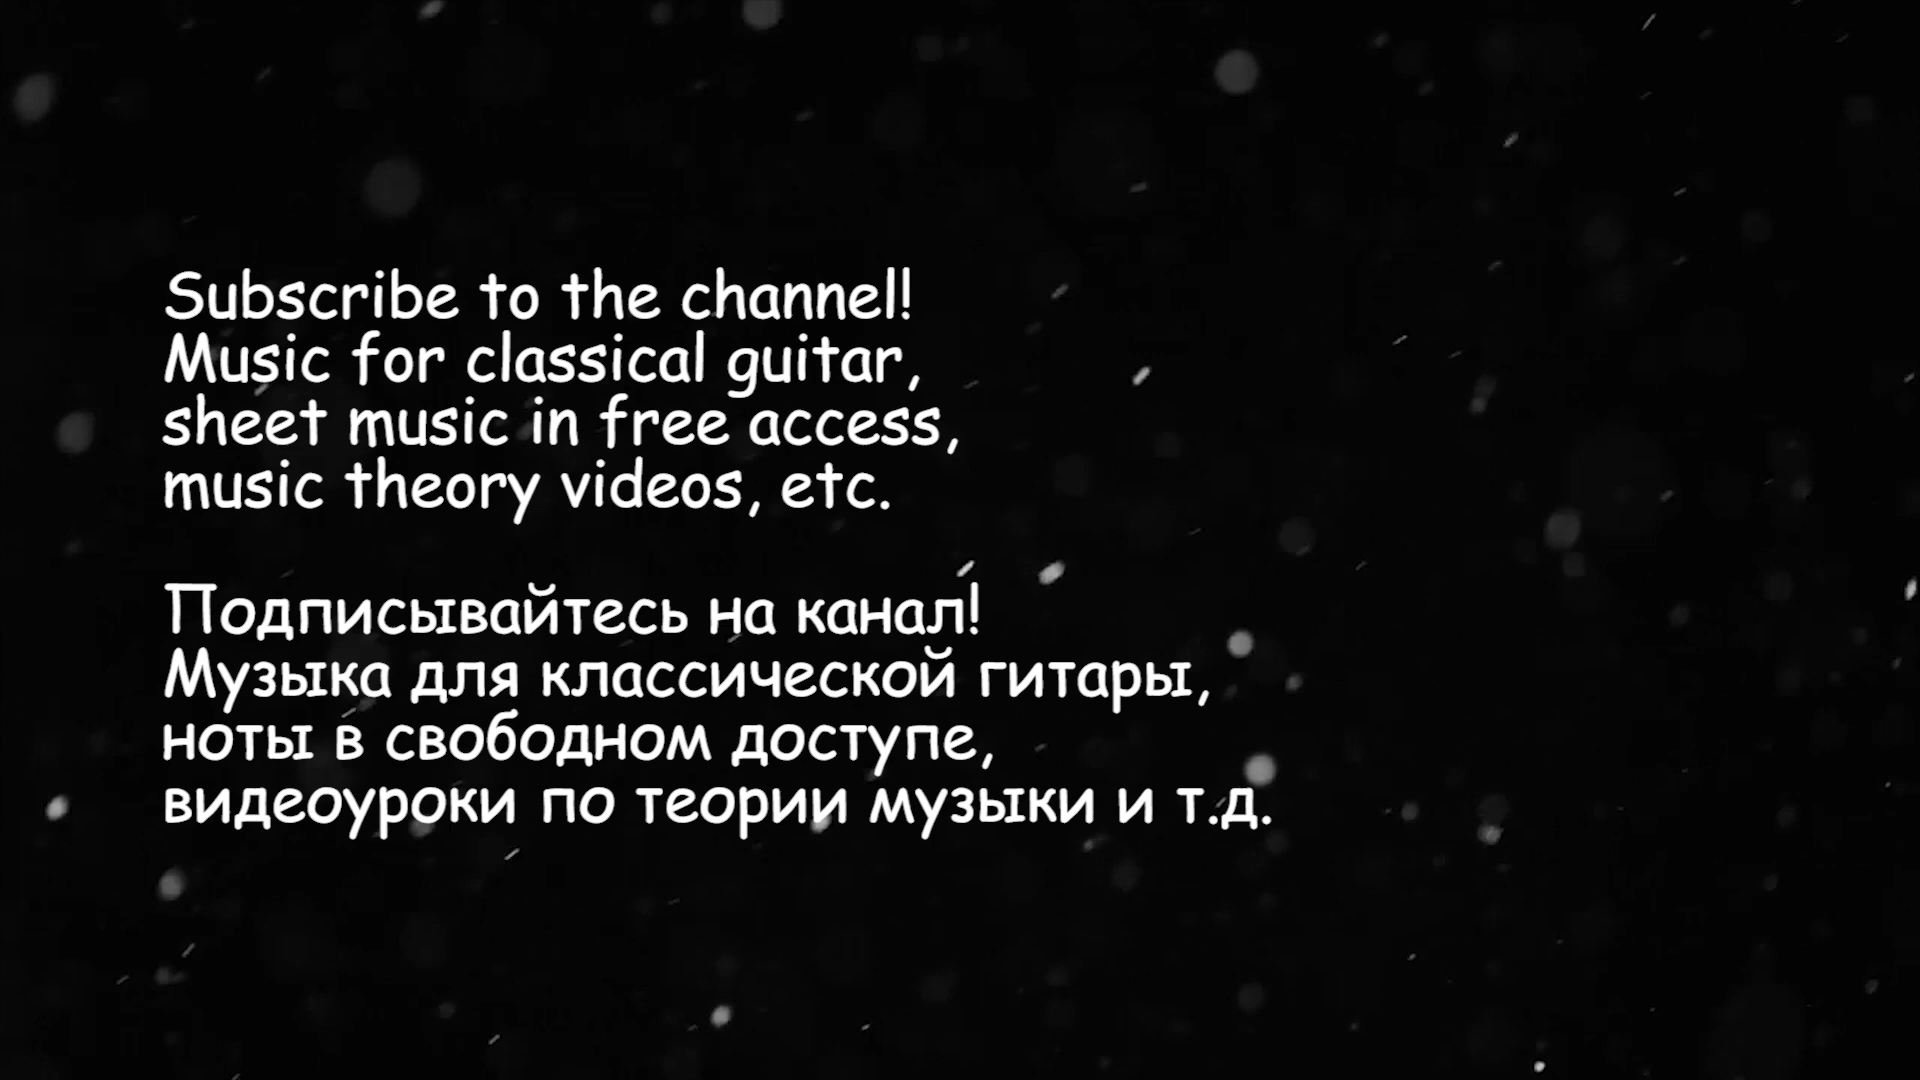 Subscribe to the channel!
Music for classical guitar,
sheet music in free access,
music theory videos, etc.
Подписывайтесь на канал!
Музыка для классической гитары,
ноты в свободном доступе,
видеоуроки по теории музыки и т.д.